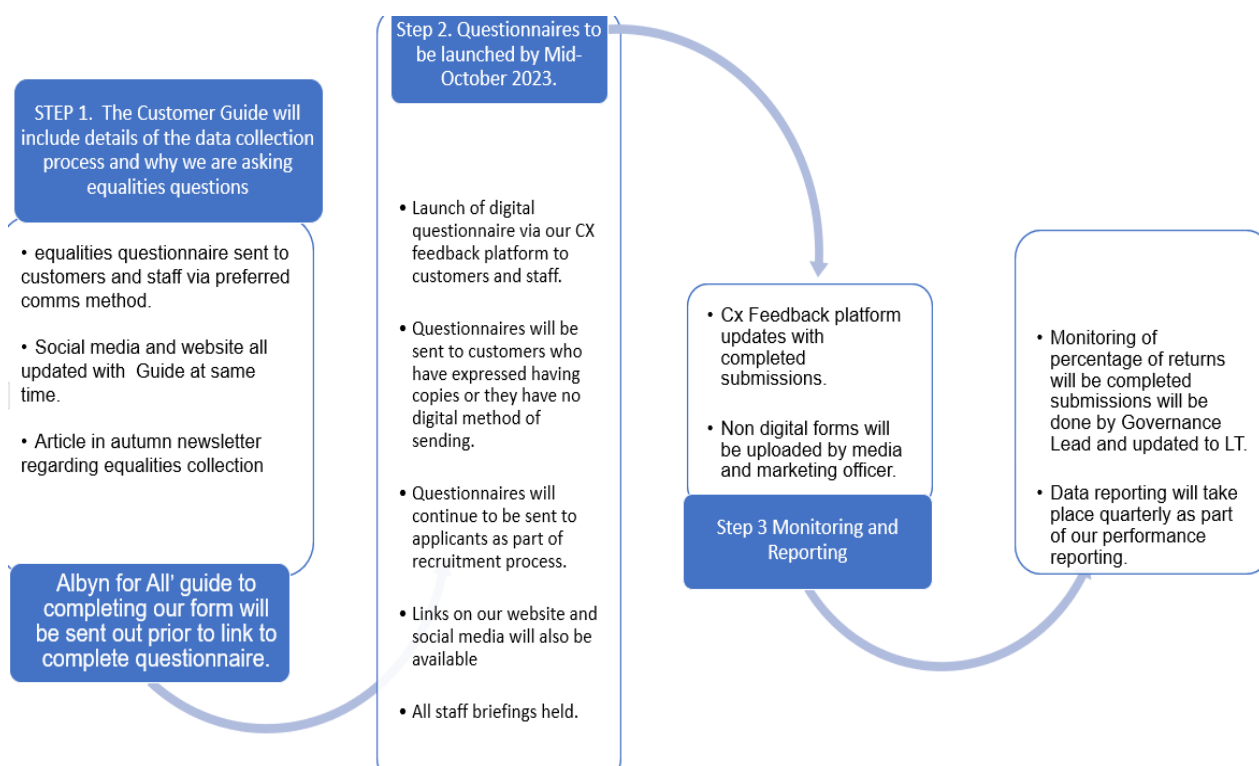 STEP 1.  The Customer Guide will
include details of the data collection
process and why we are asking
equalities questions
• equalities questionnaire sent to
customers and staff via preferred
comms method.
• Social media and website all
updated with  Guide at same
time.
• Article in autumn newsletter
regarding equalities collection
Albyn for All’ guide to
completing our form will
be sent out prior to link to
complete questionnaire.
Step 2. Questionnaires to
be launched by Mid-
October 2023.
• Launch of digital
questionnaire via our CX
feedback platform to
customers and staff.
• Questionnaires will be
sent to customers who
have expressed having
copies or they have no
digital method of
sending.
• Questionnaires will
continue to be sent to
applicants as part of
recruitment process.
• Links on our website and
social media will also be
available
• All staff briefings held.
• Cx Feedback platform
updates with
completed
submissions.
• Non digital forms will
be uploaded by media
and marketing officer.
Step 3 Monitoring and
Reporting
• Monitoring of
percentage of returns
will be completed
submissions will be
done by Governance
Lead and updated to LT.
• Data reporting will take
place quarterly as part
of our performance
reporting.